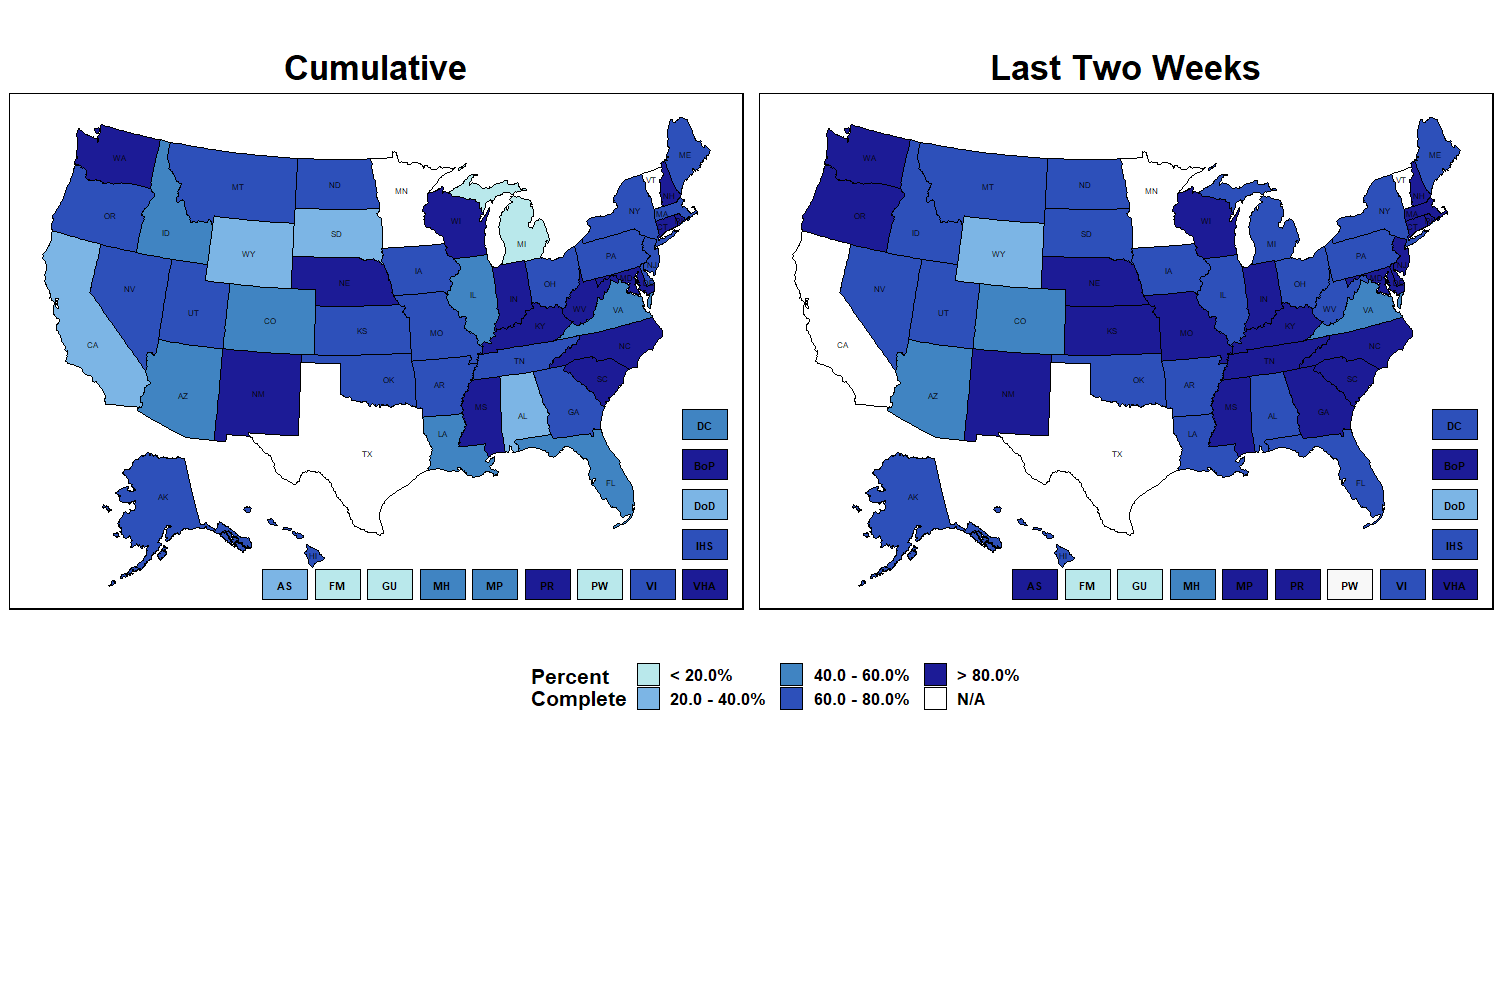 Cumulative
WA
MT
ND
MN
ME
OR
ID
SD
WI
MI
NY
WY
IA
PA
NE
NV
UT
CO
IL
IN
OH
NJ
WV
VA
CA
KS
MO
KY
TN
NC
AZ
NM
OK
AR
SC
MS
AL
GA
LA
TX
FL
AK
HI
DC
BoP
DoD
IHS
AS FM GU MH MP PR PW VI VHA
Last Two Weeks
WA
MT
ND
MN
VT
NH
ME
OR
ID
SD
WI
MI
NY
MA
WY
IA
PA
NE
NV
UT
CO
IL
IN
OH
WV
VA
CA
KS
MO
KY
TN
NC
AZ
NM
OK
AR
SC
MS
AL
GA
LA
TX
FL
AK
HI
DC
BoP
DoD
IHS
AS FM GU MH MP PR PW VI VHA
Percent Complete
< 20.0% 40.0 - 60.0% > 80.0%
20.0 - 40.0% 60.0 - 80.0% N/A